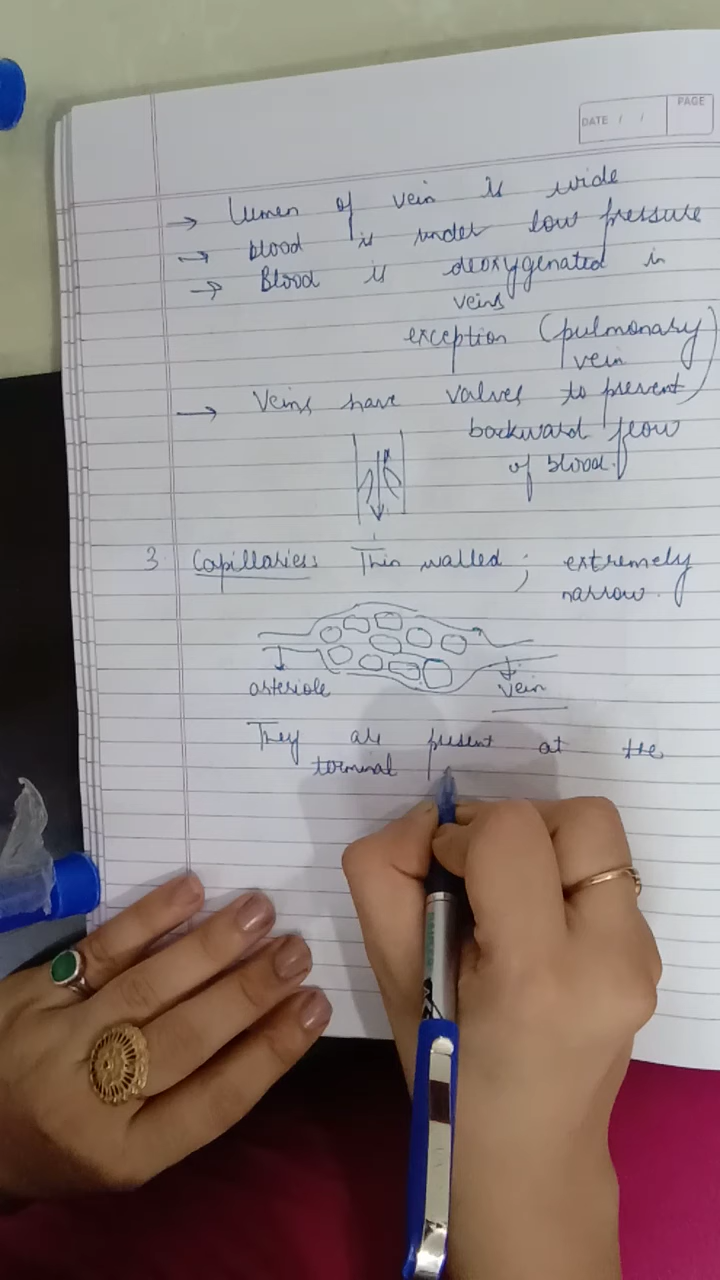 DATE / / PAGE
→ Lumen of vein is wide
→ blood is under low pressure
→ Blood is deoxygenated in
veins
exception (pulmonary
vein)
→ Veins have valves to prevent
backward flow
of blood.
3 Capillaries: Thin walled; extremely
narrow.
arteriole vein
They are present at the
terminal p